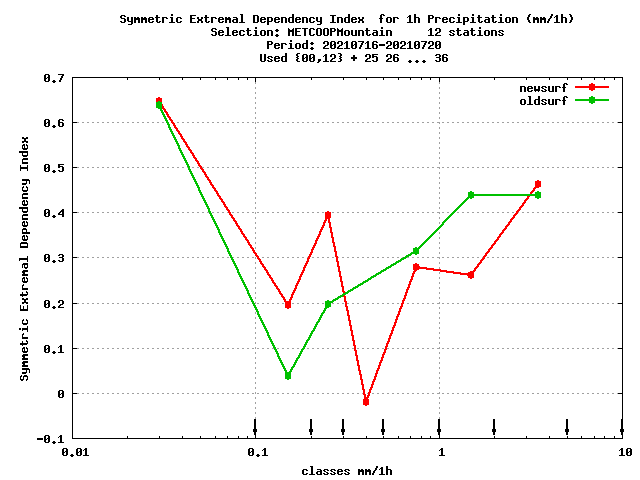 Symmetric Extremal Dependency Index  for 1h Precipitation (mm/1h)
Selection: METCOOPMountain     12 stations
Period: 20210716-20210720
Used {00,12} + 25 26 ... 36
newsurf
oldsurf
Symmetric Extremal Dependency Index
0.7
0.6
0.5
0.4
0.3
0.2
0.1
0
-0.1
0.01 0.1 1 10
classes mm/1h